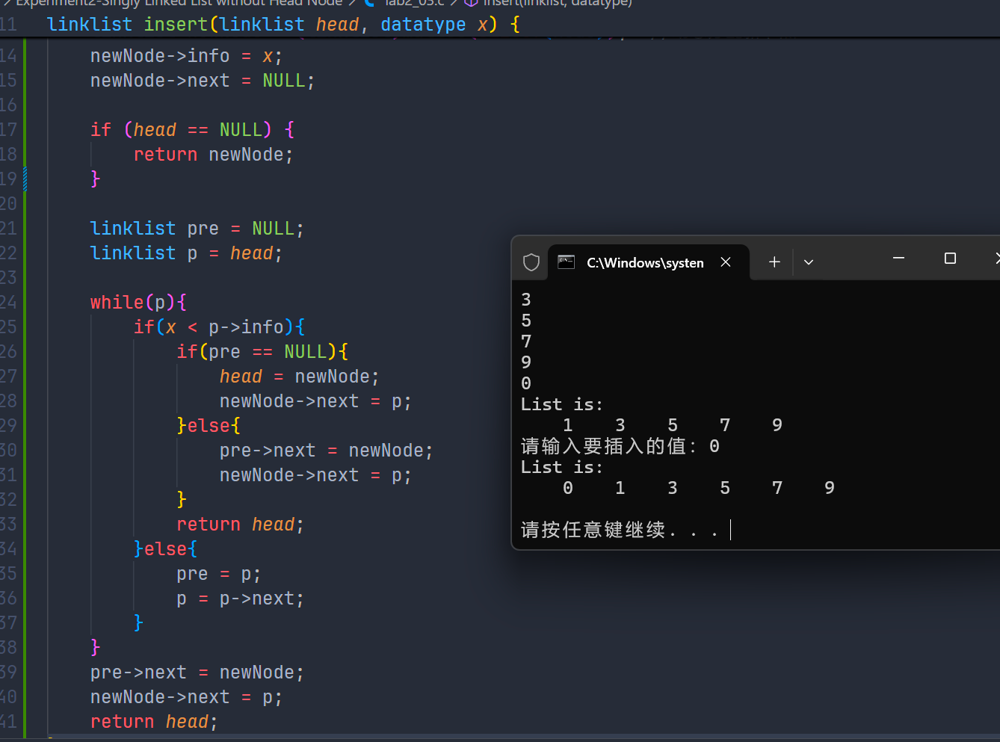 Experiment2-Singly Linked List without Head Node > lab2_03.c > insert(linklist, datatype)
11 linklist insert(linklist head, datatype x) {
14 newNode->info = x;
15 newNode->next = NULL;
16
17 if (head == NULL) {
18 return newNode;
19 }
20
21 linklist pre = NULL;
22 linklist p = head;
23
24 while(p){
25 if(x < p->info){
26 if(pre == NULL){
27 head = newNode;
28 newNode->next = p;
29 }else{
30 pre->next = newNode;
31 newNode->next = p;
32 }
33 return head;
34 }else{
35 pre = p;
36 p = p->next;
37 }
38 }
39 pre->next = newNode;
40 newNode->next = p;
41 return head;
C:\Windows\system
3
5
7
9
0
List is:
1 3 5 7 9
请输入要插入的值: 0
List is:
0 1 3 5 7 9
请按任意键继续. . .